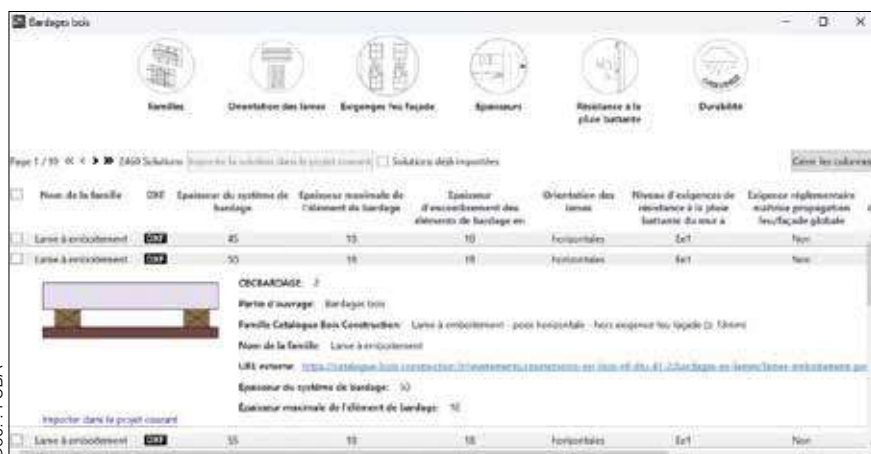 Bardages bois
Familles
Orientation des lames
Exigences feu façade
Epaisseurs
Résistance à la pluie battante
Durabilité
Page 1 / 99 2460 Solutions Importer la solution dans le projet courant Solutions déjà importées Gérer les colonnes
Nom de la famille DXF Epaisseur du système de bardage Epaisseur maximale de l'élément de bardage Epaisseur d'encombrement des éléments de bardage en Orientation des lames Niveau d'exigences de résistance à la pluie battante du mur à Exigence réglementaire maîtrise propagation feu/façade globale
Lame à emboitement DXF 45 18 18 horizontales Ee1 Non
Lame à emboitement DXF 50 18 18 horizontales Ee1 Non
OBCBARDAGE: 2
Partie d'ouvrage: Bardages bois
Famille Catalogue Bois Construction: Lame à emboitement - pose horizontale - hors exigence feu façade
Nom de la famille: Lame à emboitement
URL externe:
Epaisseur du système de bardage: 50
Epaisseur maximale de l'élément de bardage: 18
Importer dans le projet courant
Lame à emboitement DXF 55 18 18 horizontales Ee1 Non